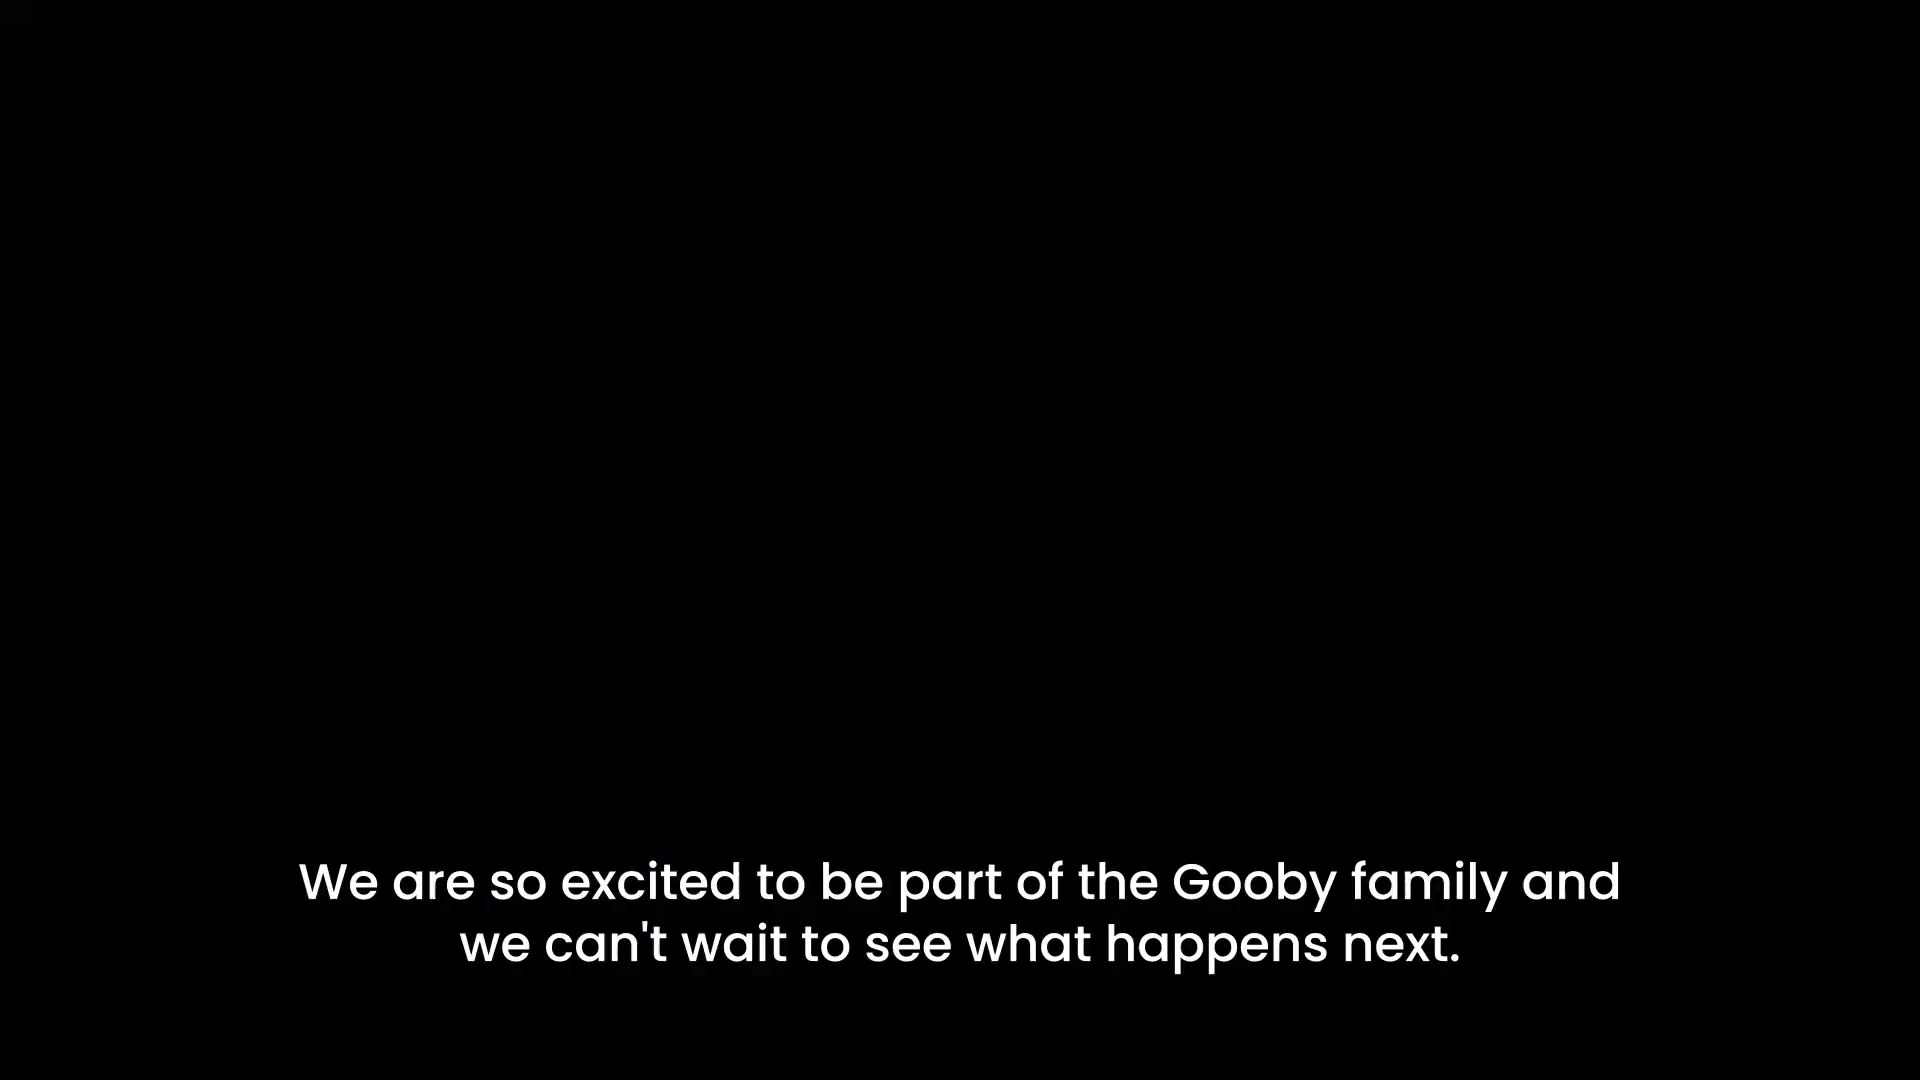 We are so excited to be part of the Gooby family and
we can't wait to see what happens next.